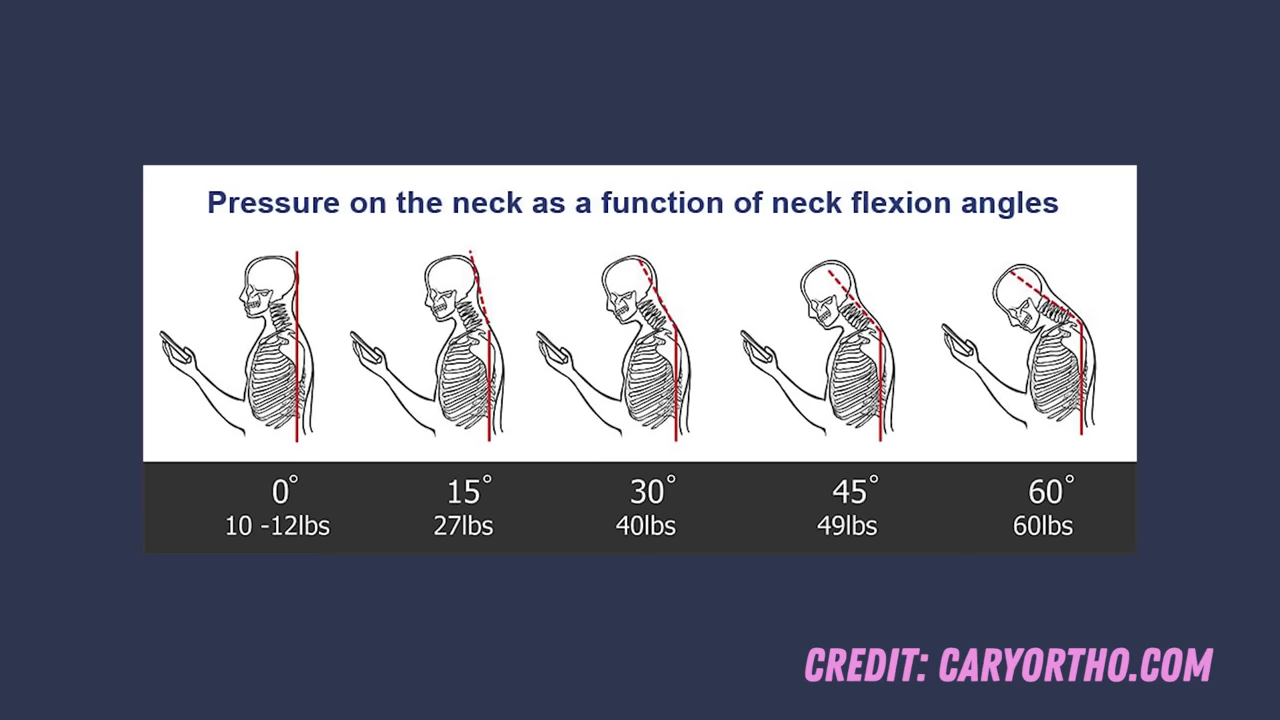 Pressure on the neck as a function of neck flexion angles
0° 15° 30° 45° 60°
10 -12lbs 27lbs 40lbs 49lbs 60lbs
CREDIT: CARYORTHO.COM